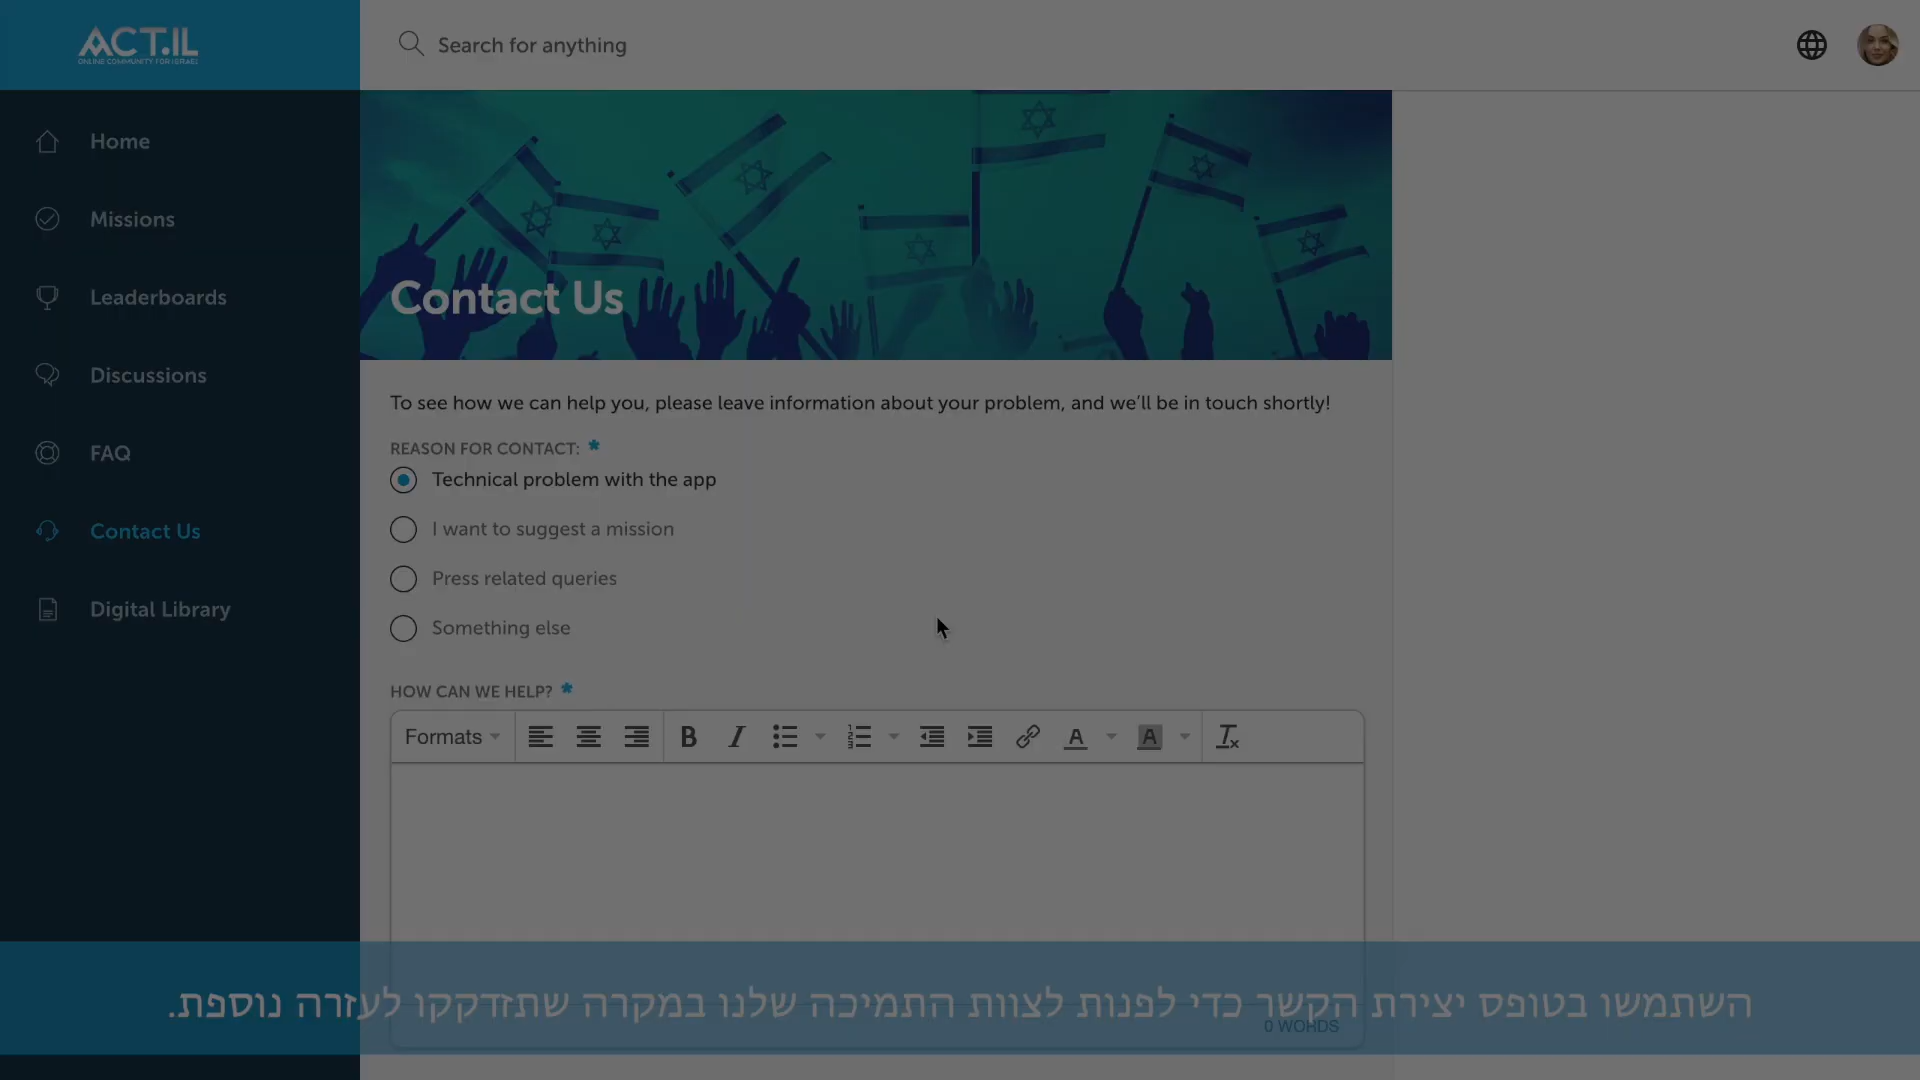 ACT.IL
ONLINE COMMUNITY FOR ISRAEL
Search for anything
Home
Missions
Leaderboards
Discussions
FAQ
Contact Us
Digital Library
Contact Us
To see how we can help you, please leave information about your problem, and we'll be in touch shortly!
REASON FOR CONTACT: *
Technical problem with the app
I want to suggest a mission
Press related queries
Something else
HOW CAN WE HELP? *
Formats
השתמשו בטופס יצירת הקשר כדי לפנות לצוות התמיכה שלנו במקרה שתזדקקו לעזרה נוספת.
0 WORDS